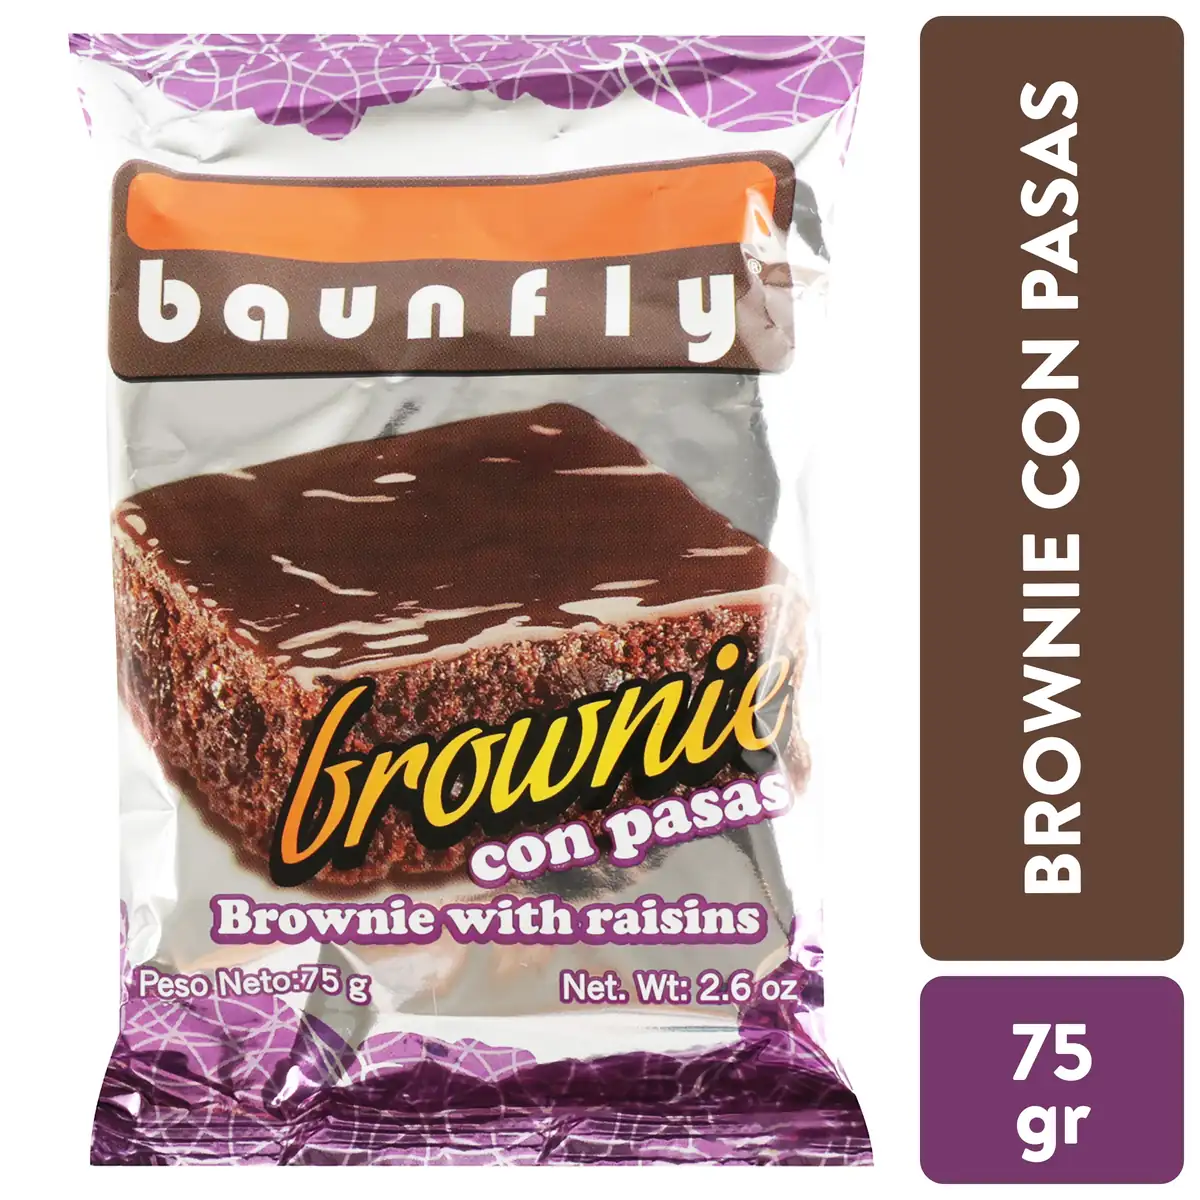 baunfly®
brownie
con pasas
Brownie with raisins
Peso Neto:75 g
Net. Wt: 2.6 oz
BROWNIE CON PASAS
75
gr